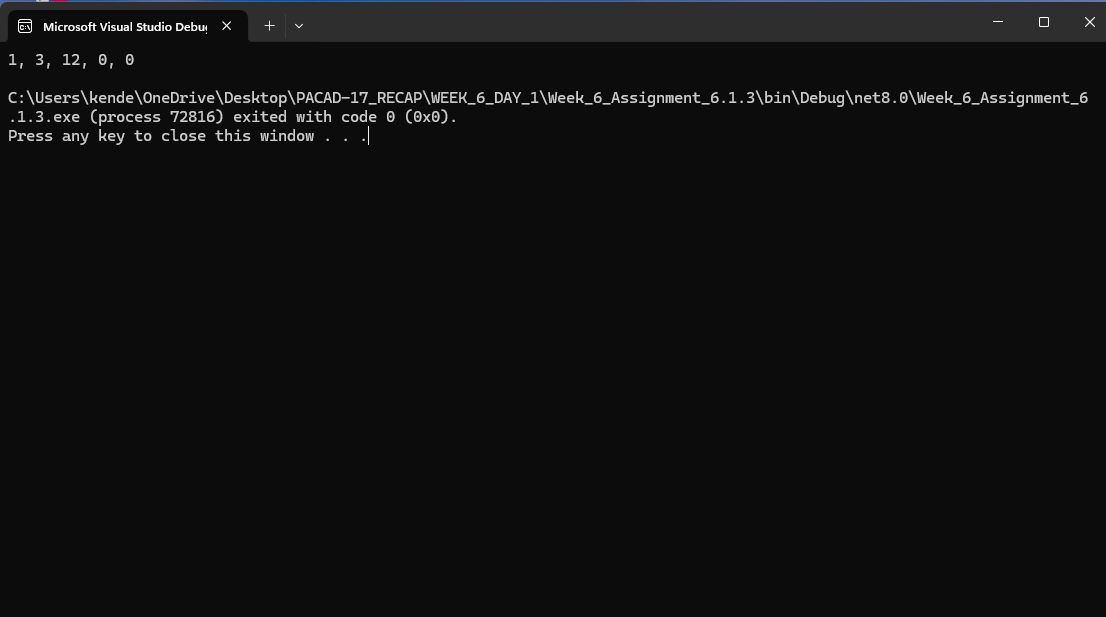 Microsoft Visual Studio Debug
1, 3, 12, 0, 0
C:\Users\kende\OneDrive\Desktop\PACAD-17_RECAP\WEEK_6_DAY_1\Week_6_Assignment_6.1.3\bin\Debug\net8.0\Week_6_Assignment_6
.1.3.exe (process 72816) exited with code 0 (0x0).
Press any key to close this window . . .